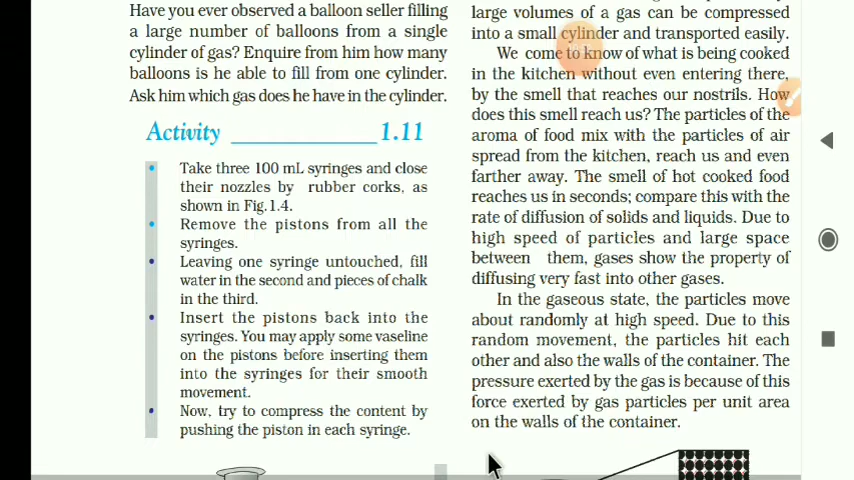 Have you ever observed a balloon seller filling
a large number of balloons from a single
cylinder of gas? Enquire from him how many
balloons is he able to fill from one cylinder.
Ask him which gas does he have in the cylinder.
Activity 1.11
• Take three 100 mL syringes and close
their nozzles by rubber corks, as
shown in Fig.1.4.
• Remove the pistons from all the
syringes.
• Leaving one syringe untouched, fill
water in the second and pieces of chalk
in the third.
• Insert the pistons back into the
syringes. You may apply some vaseline
on the pistons before inserting them
into the syringes for their smooth
movement.
• Now, try to compress the content by
pushing the piston in each syringe.
large volumes of a gas can be compressed
into a small cylinder and transported easily.
We come to know of what is being cooked
in the kitchen without even entering there,
by the smell that reaches our nostrils. How
does this smell reach us? The particles of the
aroma of food mix with the particles of air
spread from the kitchen, reach us and even
farther away. The smell of hot cooked food
reaches us in seconds; compare this with the
rate of diffusion of solids and liquids. Due to
high speed of particles and large space
between them, gases show the property of
diffusing very fast into other gases.
In the gaseous state, the particles move
about randomly at high speed. Due to this
random movement, the particles hit each
other and also the walls of the container. The
pressure exerted by the gas is because of this
force exerted by gas particles per unit area
on the walls of the container.